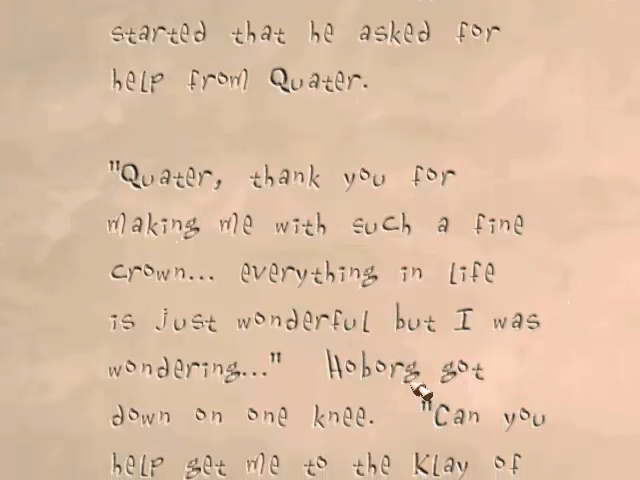 started that he asked for
help from Quater.
"Quater, thank you for
making me with such a fine
crown... everything in life
is just wonderful but I was
wondering..." Hoborg got
down on one knee. "Can you
help get me to the Klay of